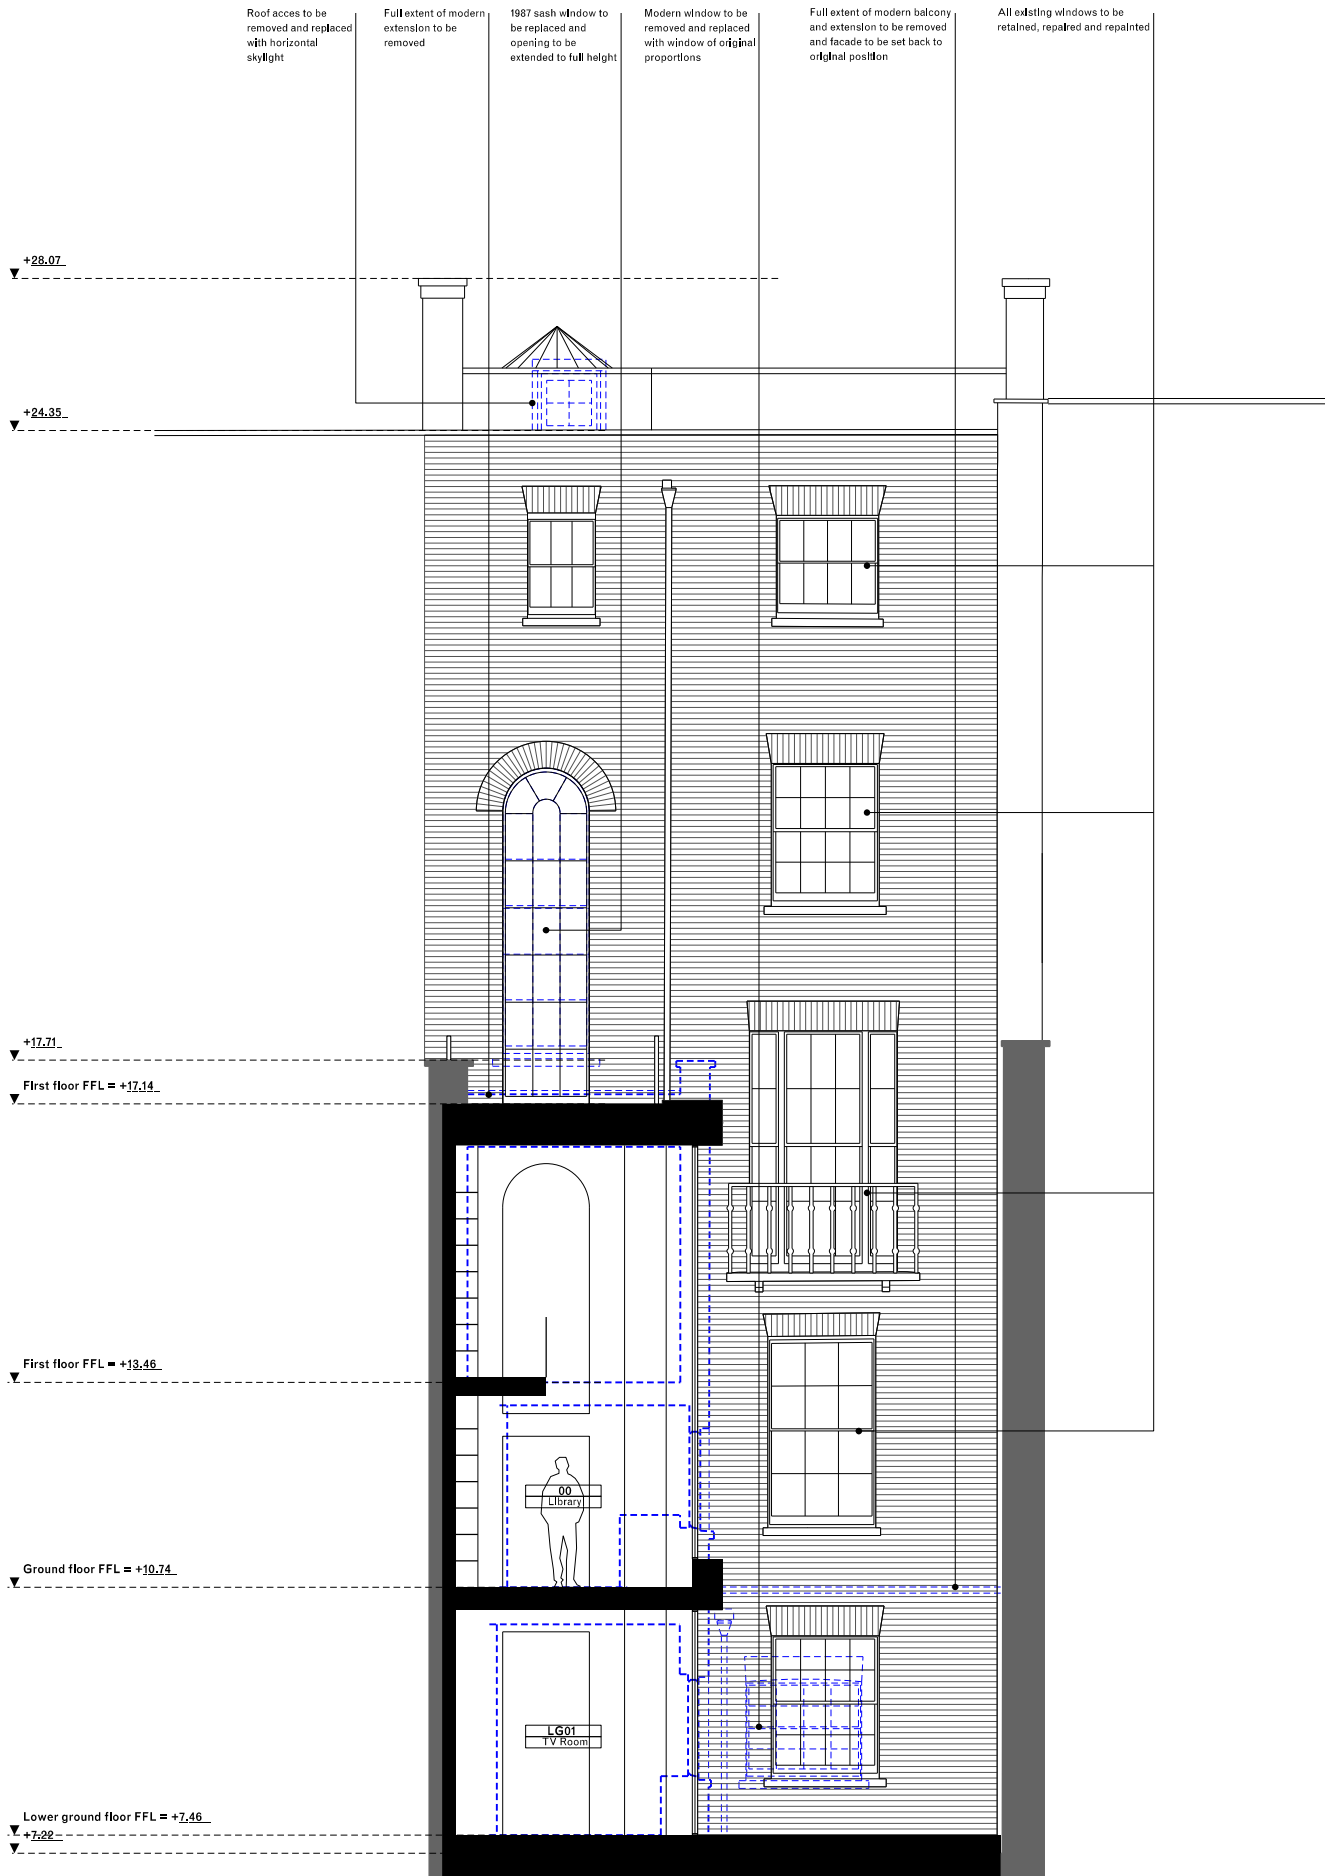 Roof acces to be
removed and replaced
with horizontal
skylight
Full extent of modern
extension to be
removed
1987 sash window to
be replaced and
opening to be
extended to full height
Modern window to be
removed and replaced
with window of original
proportions
Full extent of modern balcony
and extension to be removed
and facade to be set back to
original position
All existing windows to be
retained, repaired and repainted
+28.07
+24.35
+17.71
First floor FFL = +17.14
First floor FFL = +13.46
00
Library
Ground floor FFL = +10.74
LG01
TV Room
Lower ground floor FFL = +7.46
+7.22